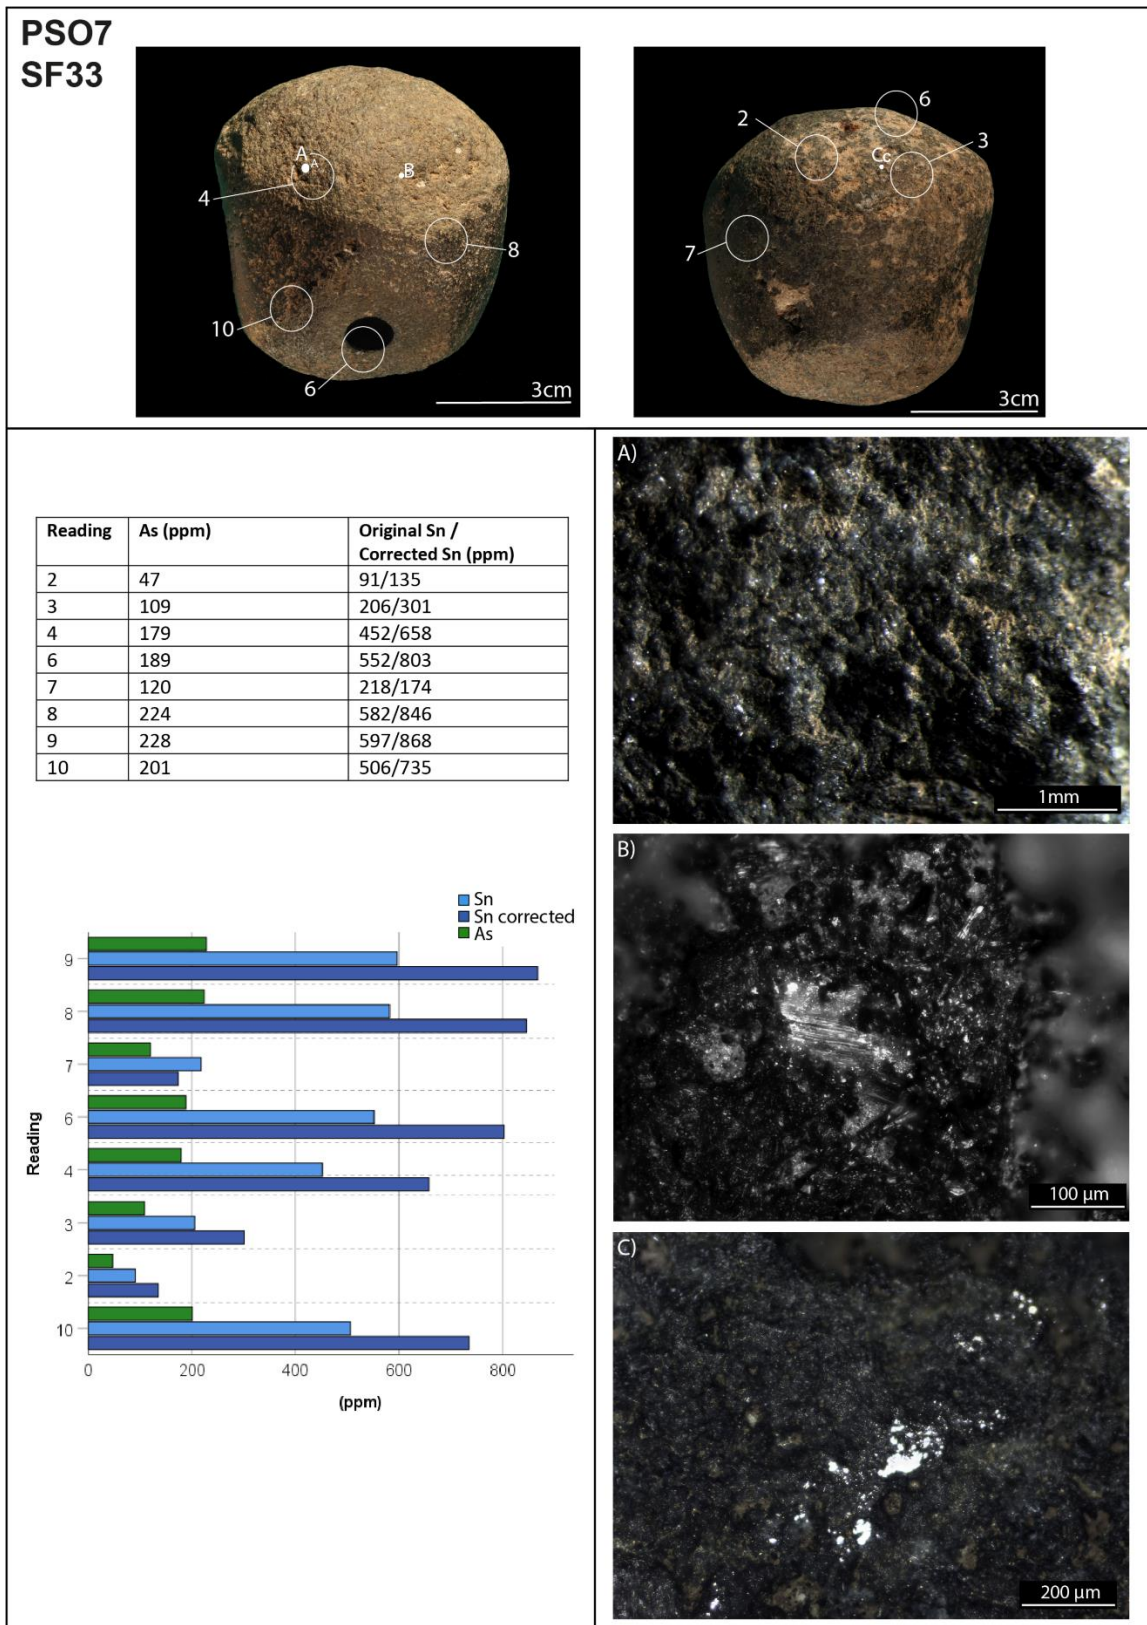 PSO7
SF33
A
A
B
4
8
10
6
3cm
6
2
Cc
3
7
3cm
Reading As (ppm) Original Sn /
Corrected Sn (ppm)
2 47 91/135
3 109 206/301
4 179 452/658
6 189 552/803
7 120 218/174
8 224 582/846
9 228 597/868
10 201 506/735
Sn
Sn corrected
As
9
8
7
6
4
3
2
10
Reading
0 200 400 600 800
(ppm)
A)
1mm
B)
100 µm
C)
200 µm